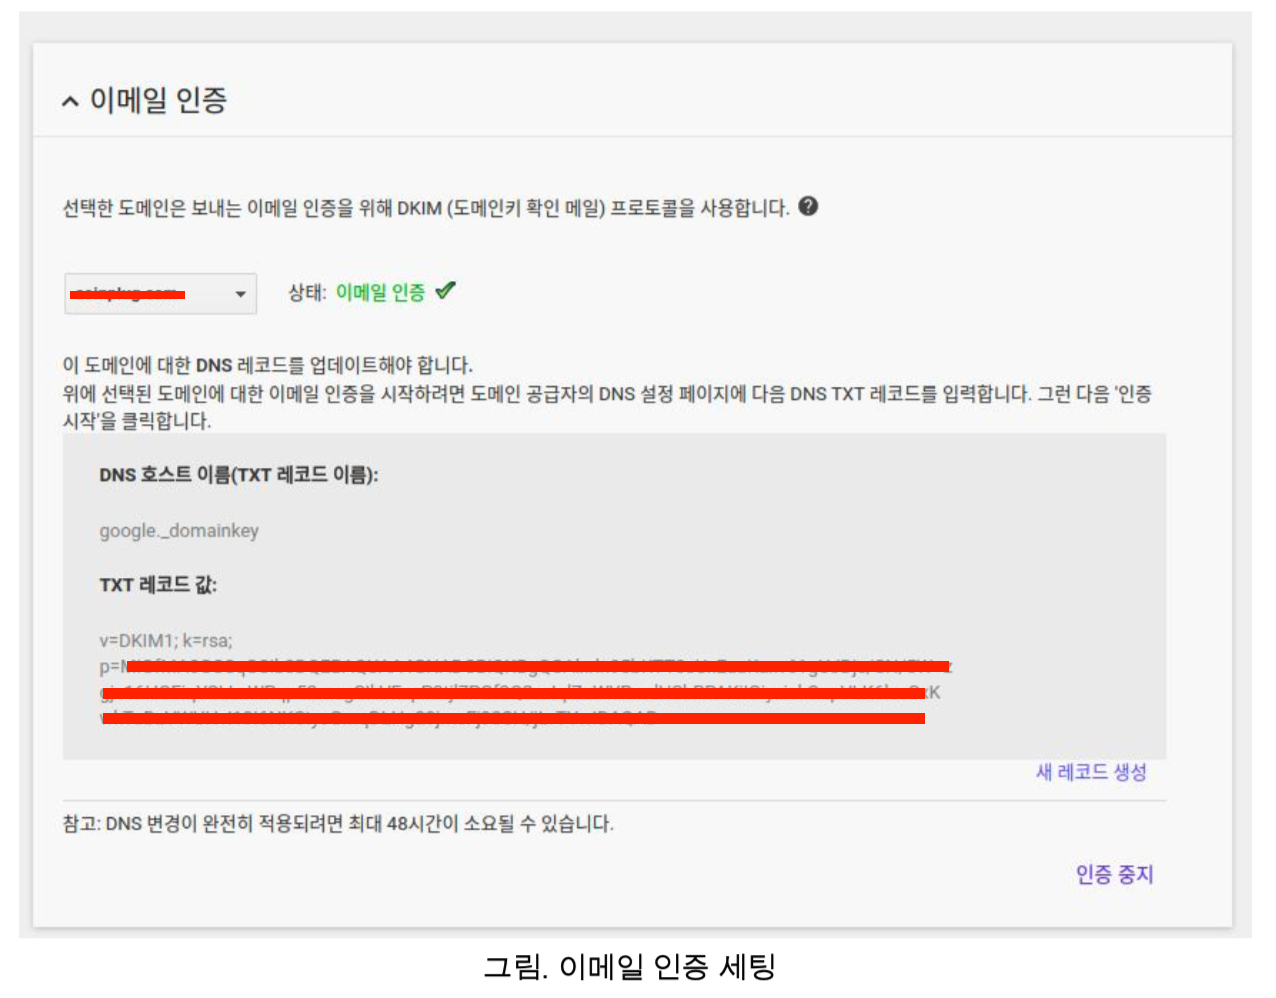 이메일 인증
선택한 도메인은 보내는 이메일 인증을 위해 DKIM (도메인키 확인 메일) 프로토콜을 사용합니다.
상태: 이메일 인증
이 도메인에 대한 DNS 레코드를 업데이트해야 합니다.
위에 선택된 도메인에 대한 이메일 인증을 시작하려면 도메인 공급자의 DNS 설정 페이지에 다음 DNS TXT 레코드를 입력합니다. 그런 다음 '인증
시작'을 클릭합니다.
DNS 호스트 이름(TXT 레코드 이름):
google._domainkey
TXT 레코드 값:
v=DKIM1; k=rsa;
새 레코드 생성
참고: DNS 변경이 완전히 적용되려면 최대 48시간이 소요될 수 있습니다.
인증 중지
그림. 이메일 인증 세팅